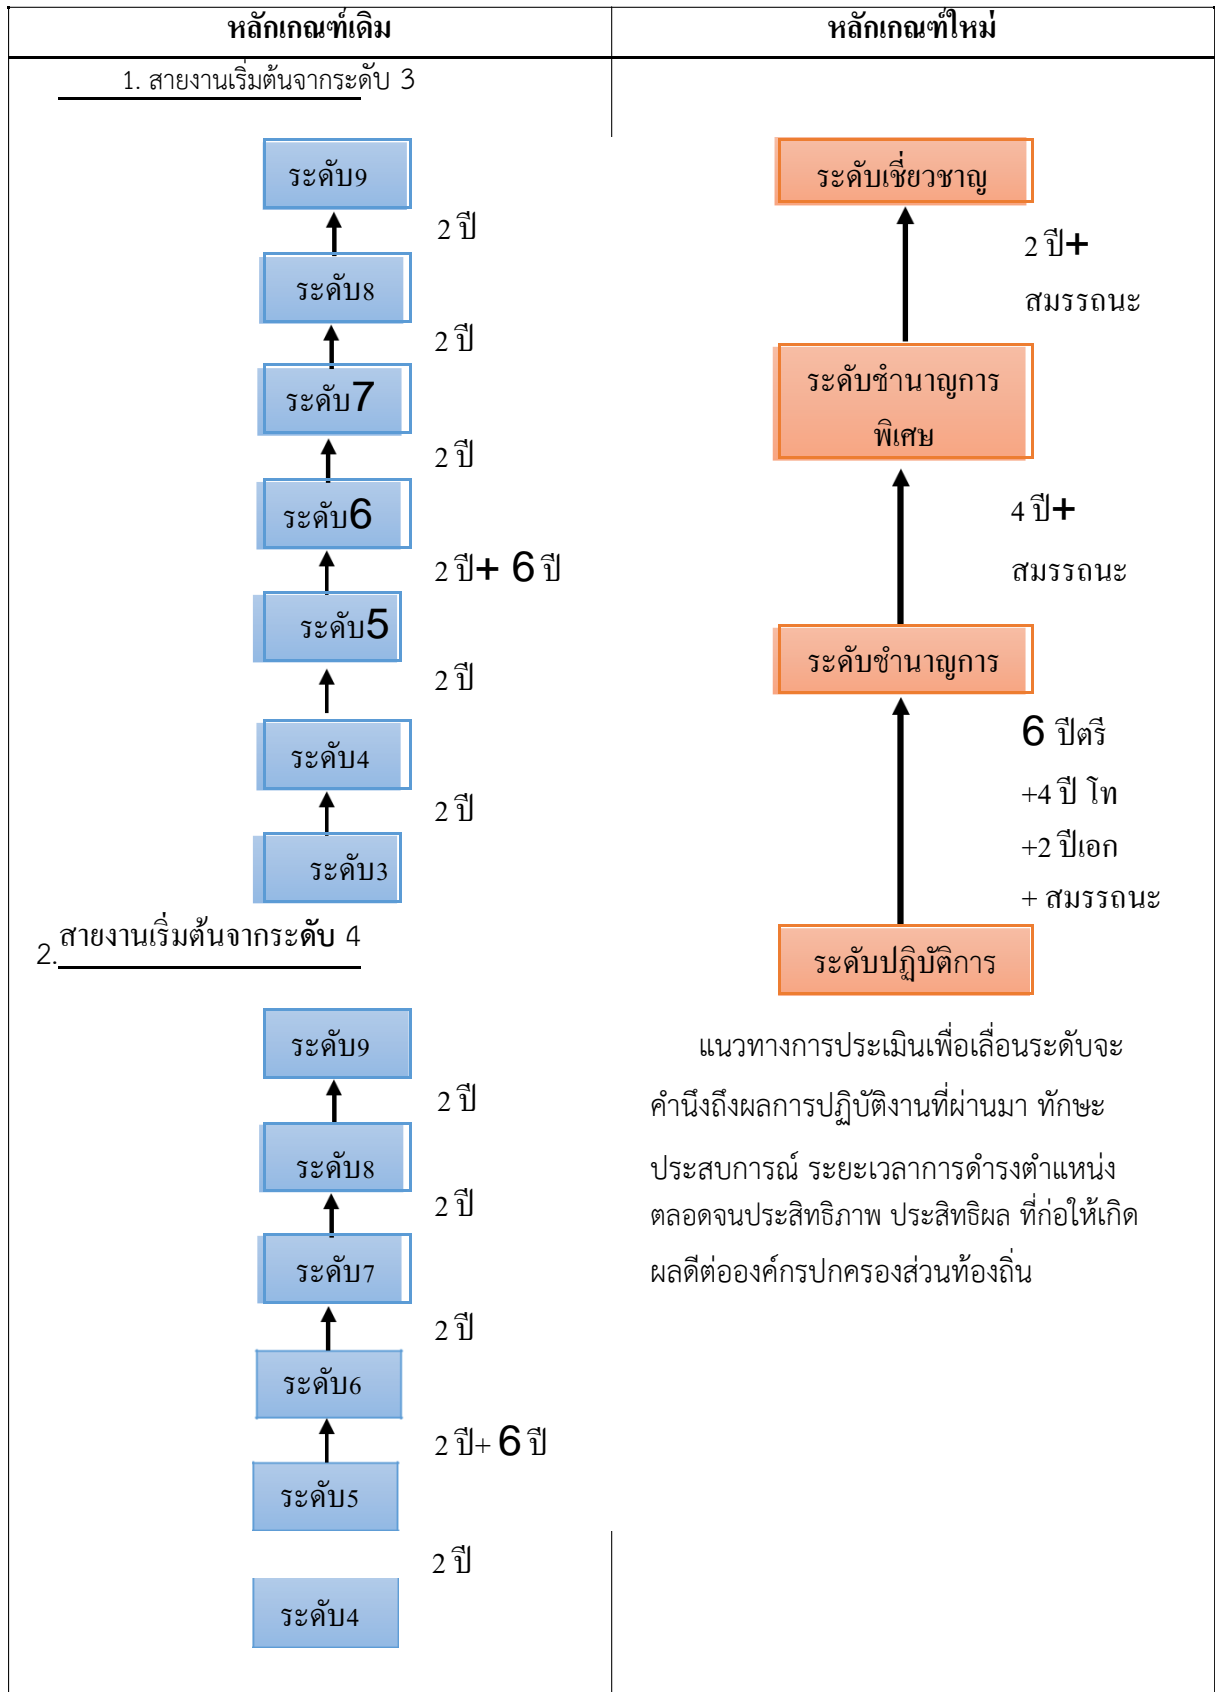 หลักเกณฑ์เดิม
หลักเกณฑ์ใหม่
1. สายงานเริ่มต้นจากระดับ 3
ระดับ9
2 ปี
ระดับ8
2 ปี
ระดับ7
2 ปี
ระดับ6
2 ปี+ 6 ปี
ระดับ5
2 ปี
ระดับ4
2 ปี
ระดับ3
2. สายงานเริ่มต้นจากระดับ 4
ระดับ9
2 ปี
ระดับ8
2 ปี
ระดับ7
2 ปี
ระดับ6
2 ปี+ 6 ปี
ระดับ5
2 ปี
ระดับ4
ระดับเชี่ยวชาญ
2 ปี+
สมรรถนะ
ระดับชำนาญการ
พิเศษ
4 ปี+
สมรรถนะ
ระดับชำนาญการ
6 ปีตรี
+4 ปี โท
+2 ปีเอก
+ สมรรถนะ
ระดับปฏิบัติการ
แนวทางการประเมินเพื่อเลื่อนระดับจะ
คำนึงถึงผลการปฏิบัติงานที่ผ่านมา ทักษะ
ประสบการณ์ ระยะเวลาการดำรงตำแหน่ง
ตลอดจนประสิทธิภาพ ประสิทธิผล ที่ก่อให้เกิด
ผลดีต่อองค์กรปกครองส่วนท้องถิ่น